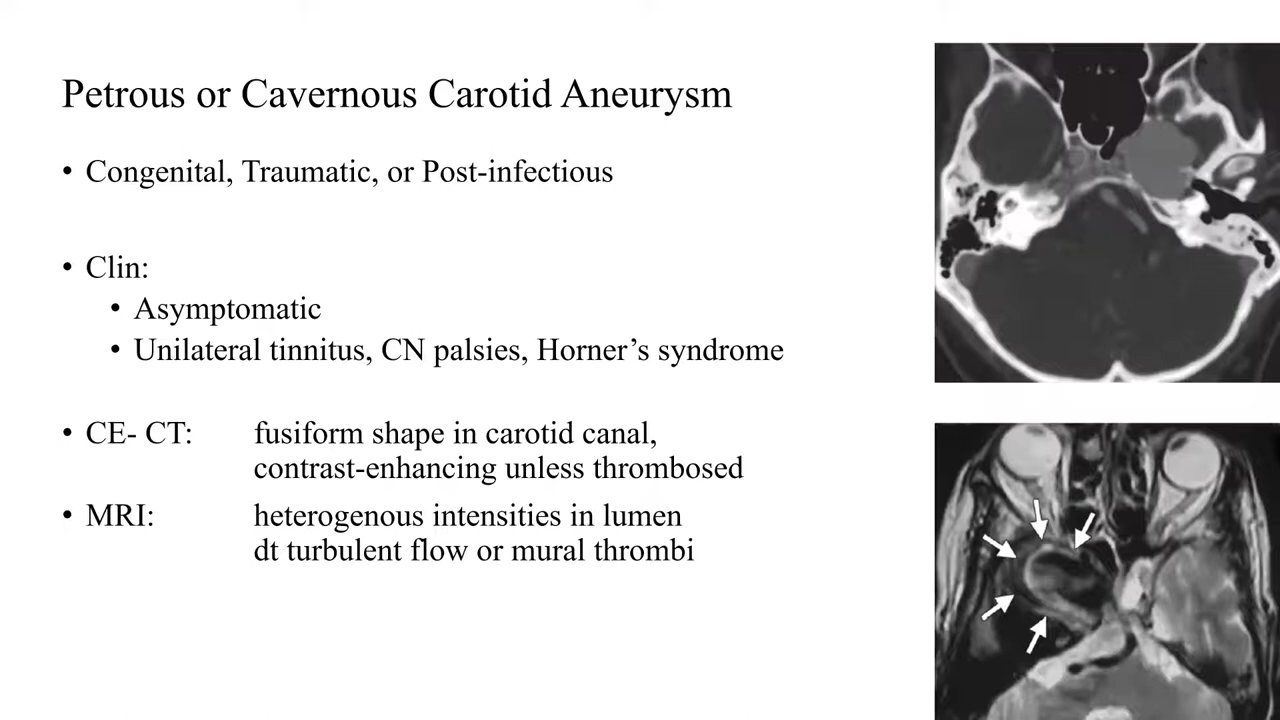 Petrous or Cavernous Carotid Aneurysm
• Congenital, Traumatic, or Post-infectious
• Clin:
• Asymptomatic
• Unilateral tinnitus, CN palsies, Horner’s syndrome
• CE- CT: fusiform shape in carotid canal,
contrast-enhancing unless thrombosed
• MRI: heterogenous intensities in lumen
dt turbulent flow or mural thrombi